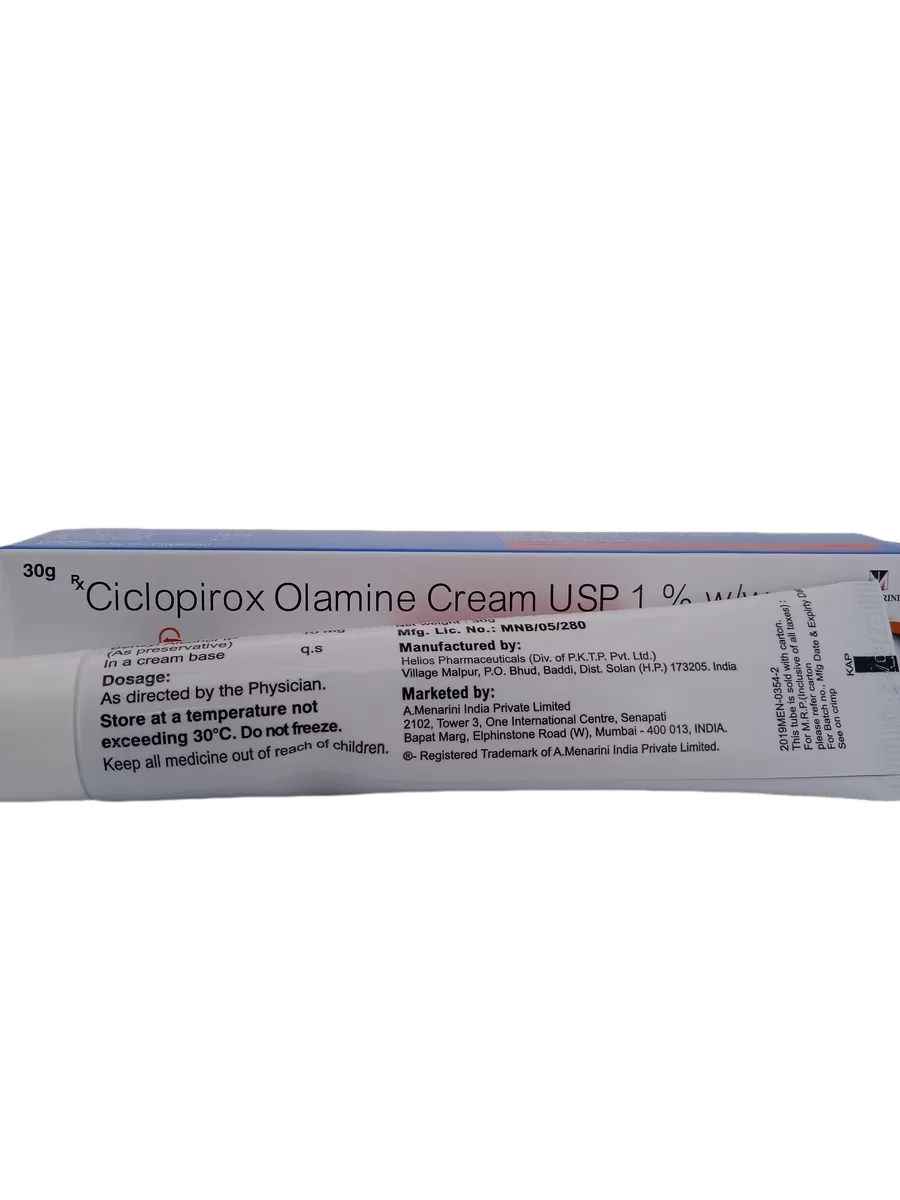 30g
Rx Ciclopirox Olamine Cream USP 1 % w/w
(As preservative)
In a cream base q.s
Dosage:
As directed by the Physician.
Store at a temperature not
exceeding 30°C. Do not freeze.
Keep all medicine out of reach of children.
Mfg. Lic. No.: MNB/05/280
Manufactured by:
Helios Pharmaceuticals (Div. of P.K.T.P. Pvt. Ltd.)
Village Malpur, P.O. Bhud, Baddi, Dist. Solan (H.P.) 173205. India
Marketed by:
A.Menarini India Private Limited
2102, Tower 3, One International Centre, Senapati
Bapat Marg, Elphinstone Road (W), Mumbai - 400 013, INDIA.
®- Registered Trademark of A.Menarini India Private Limited.
2019MEN-0354-2
This tube is sold with carton.
For M.R.P.(Inclusive of all taxes) :
please refer carton
For Batch no., Mfg Date & Expirty
See on crimp
KAP